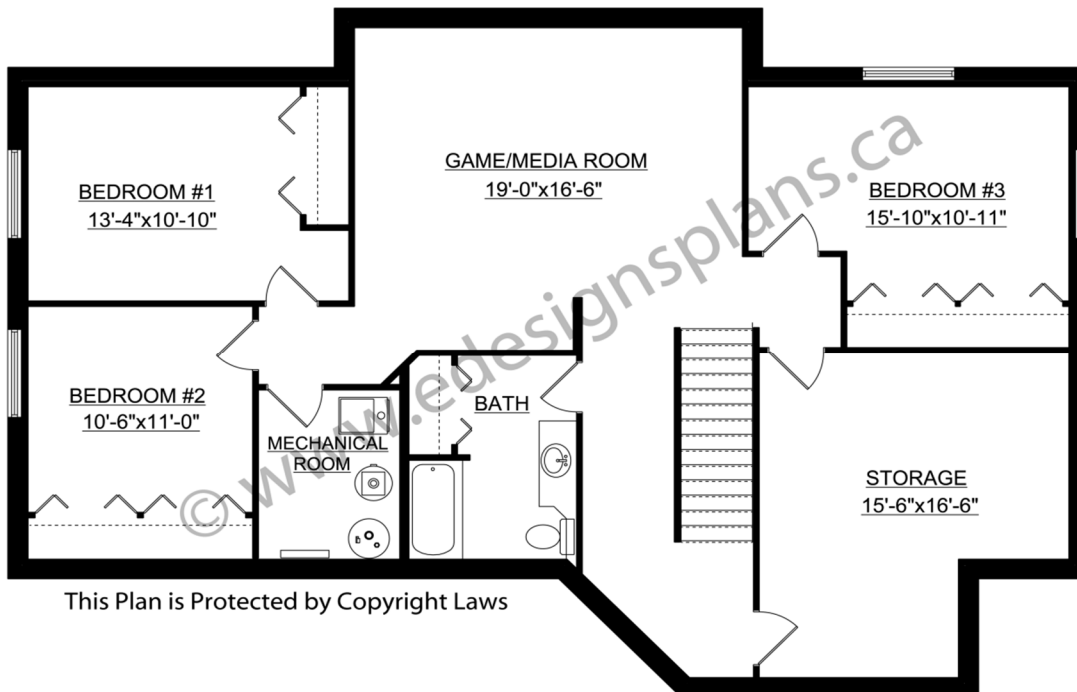 GAME/MEDIA ROOM
19'-0"x16'-6"
BEDROOM #1
13'-4"x10'-10"
BEDROOM #3
15'-10"x10'-11"
BEDROOM #2
10'-6"x11'-0"
BATH
MECHANICAL
ROOM
STORAGE
15'-6"x16'-6"
© www.edesignsplans.ca
This Plan is Protected by Copyright Laws